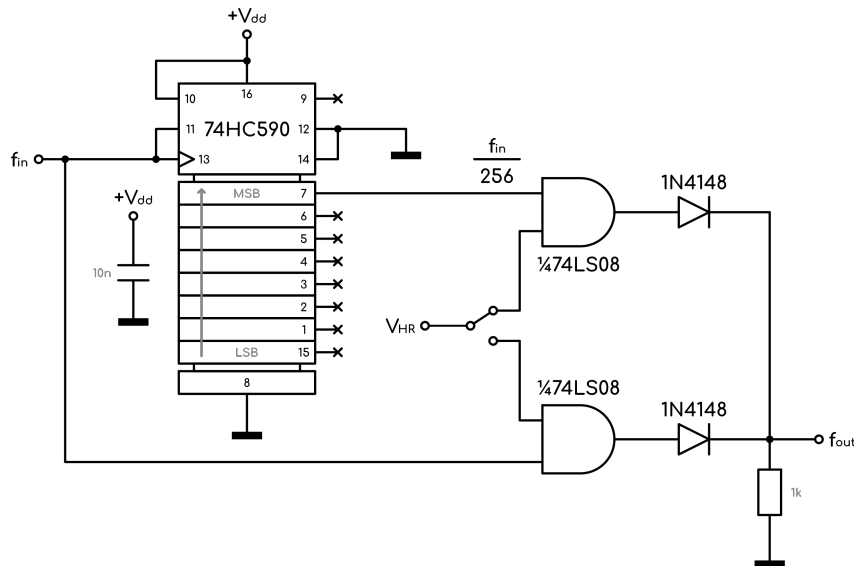 +Vdd
10
16
9
11
74HC590
12
fin
13
14
fin
256
MSB
7
1N4148
+Vdd
6
5
10n
4
¼74LS08
3
2
VHR
1
LSB
15
¼74LS08
8
1N4148
fout
1k